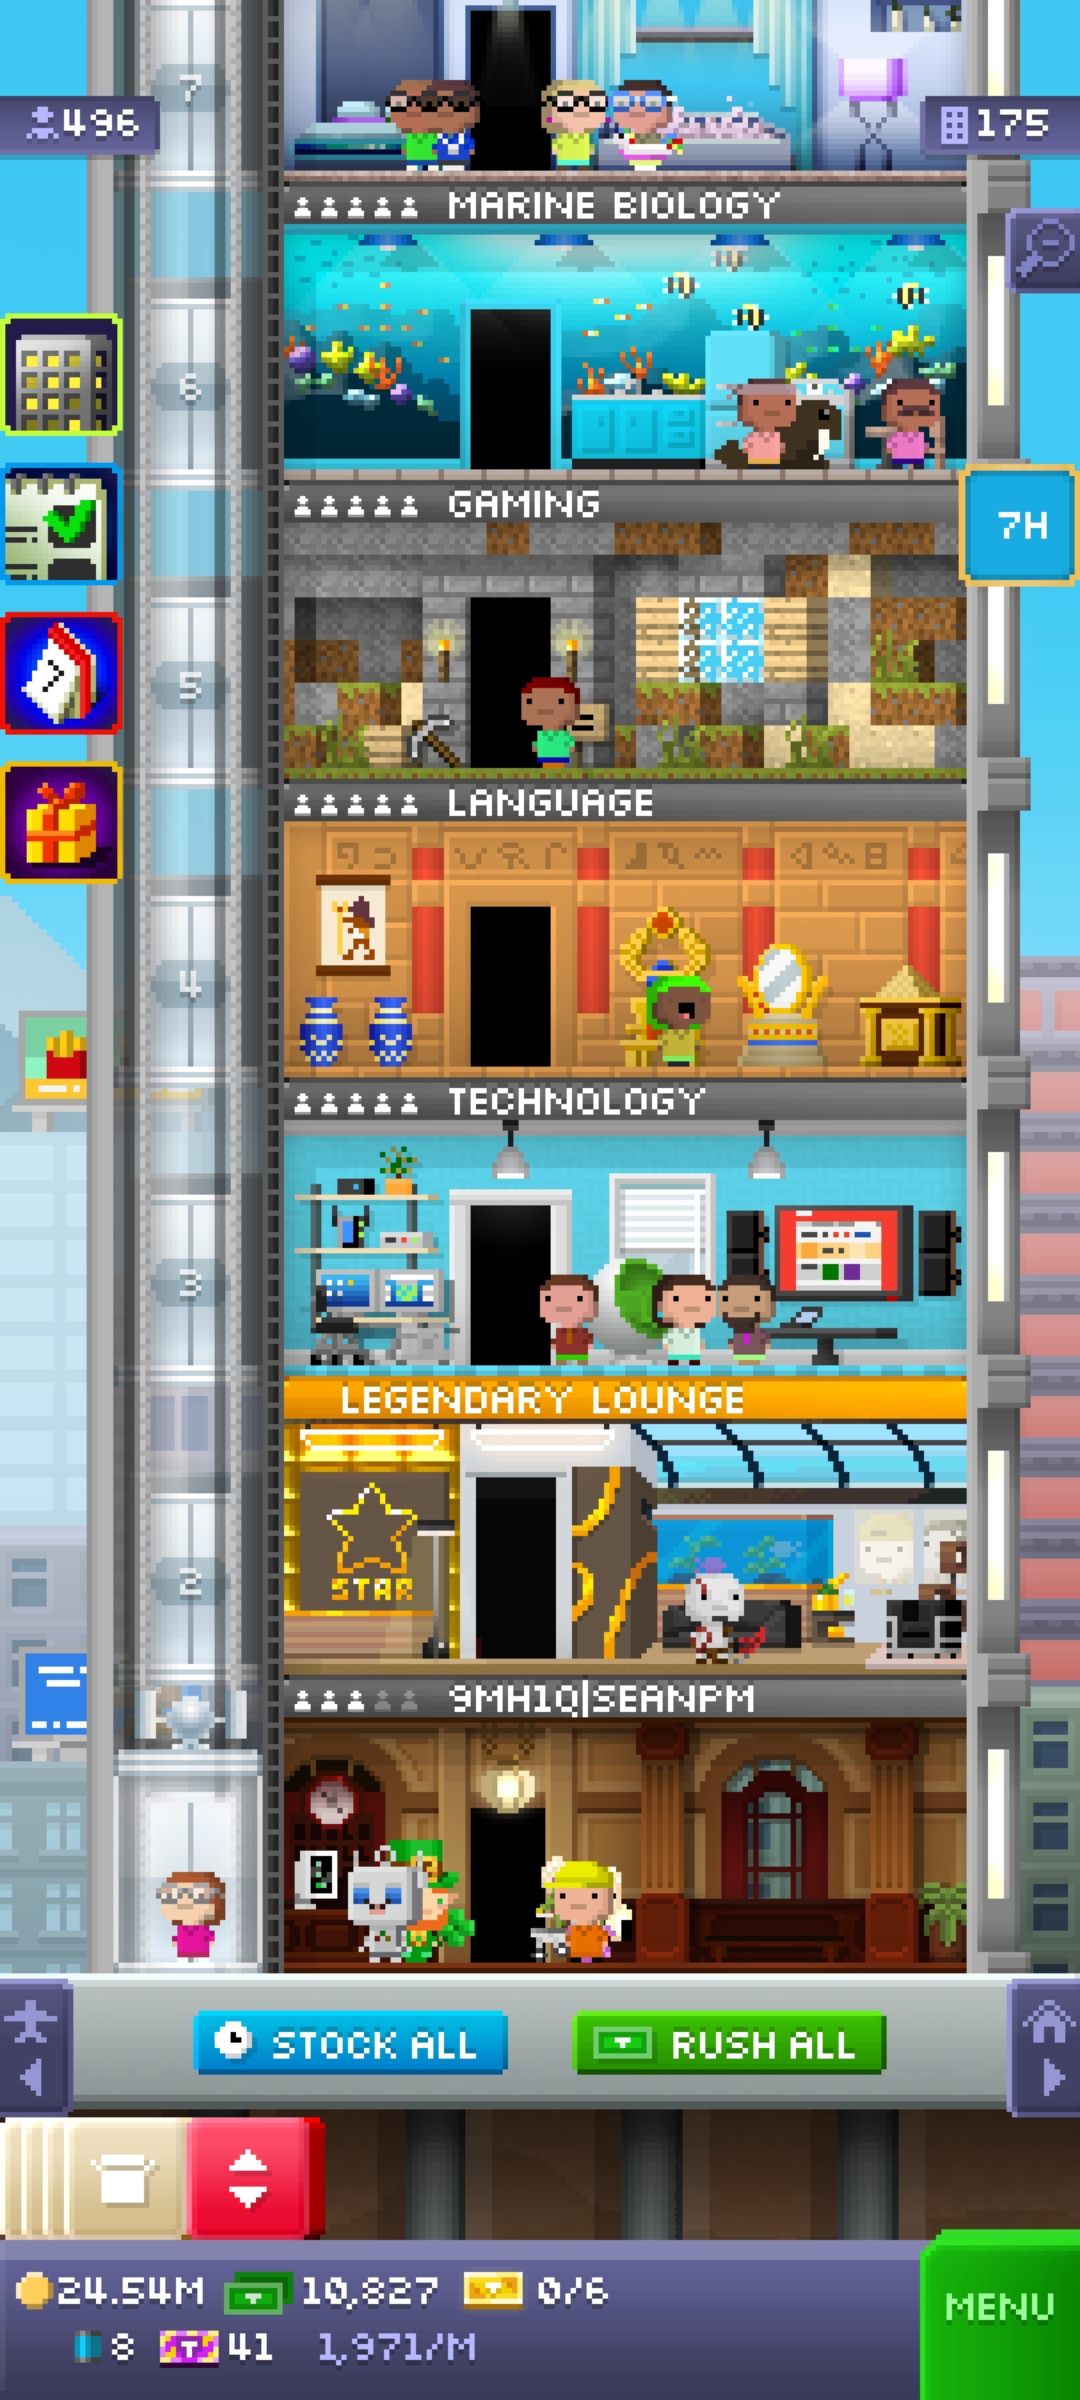 7
496
175
MARINE BIOLOGY
6
GAMING
7H
5
LANGUAGE
4
TECHNOLOGY
3
LEGENDARY LOUNGE
STAR
2
9MH1Q|SEANPM
STOCK ALL
RUSH ALL
24.54M
10,827
0/6
MENU
8
41
1,971/M